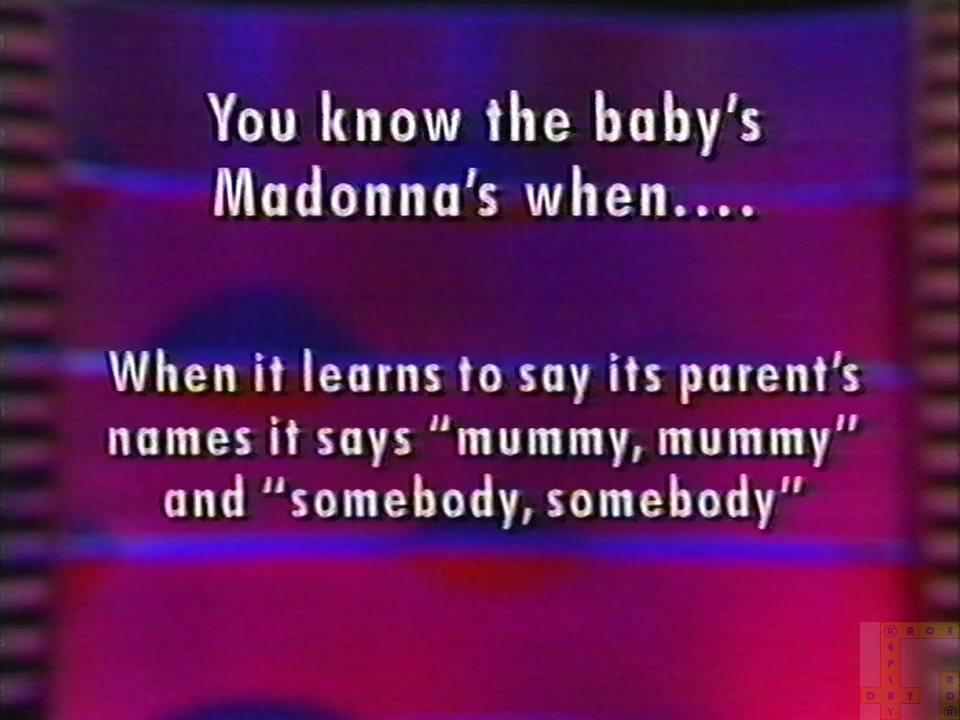 You know the baby's
Madonna's when....
When it learns to say its parent's
names it says “mummy, mummy”
and “somebody, somebody”
® A C E
E
P
L
D A Y
Y
R
D
®